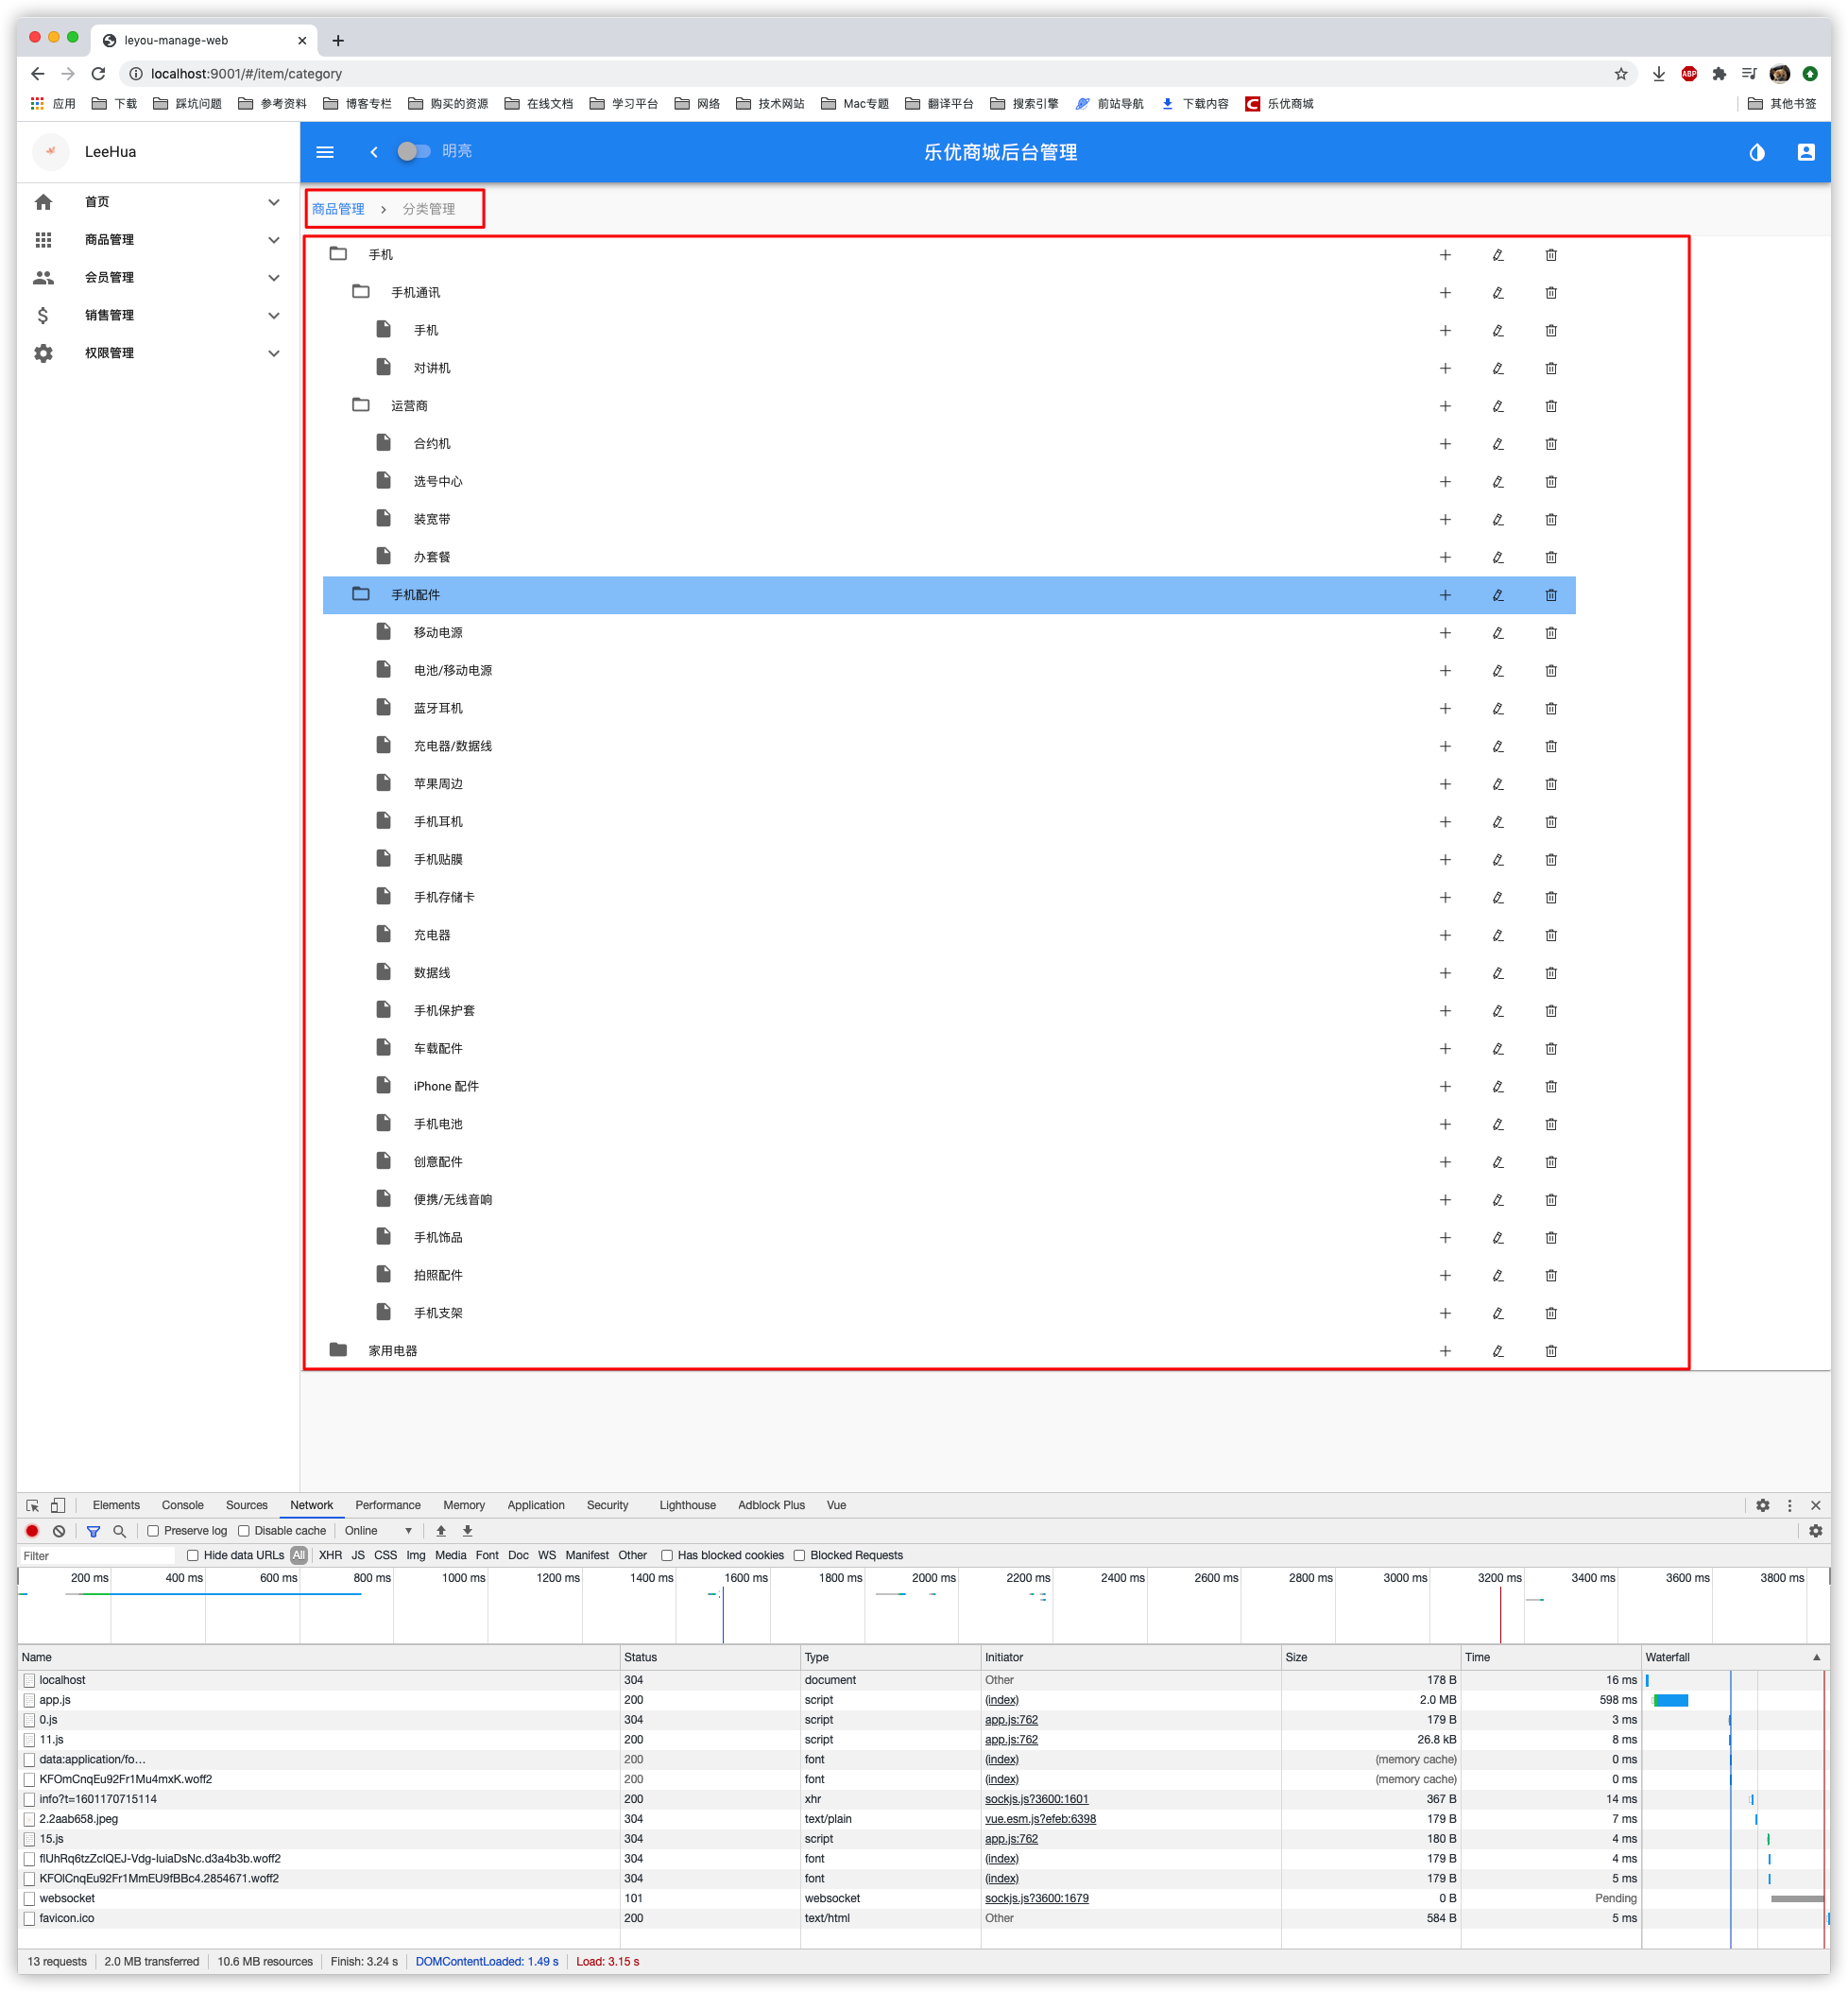 leyou-manage-web
localhost:9001/#/item/category
应用 下载 踩坑问题 参考资料 博客专栏 购买的资源 在线文档 学习平台 网络 技术网站 Mac专题 翻译平台 搜索引擎 前站导航 下载内容 乐优商城 其他书签
LeeHua 明亮 乐优商城后台管理
首页
商品管理
会员管理
销售管理
权限管理
商品管理 > 分类管理
手机
手机通讯
手机
对讲机
运营商
合约机
选号中心
装宽带
办套餐
手机配件
移动电源
电池/移动电源
蓝牙耳机
充电器/数据线
苹果周边
手机耳机
手机贴膜
手机存储卡
充电器
数据线
手机保护套
车载配件
iPhone 配件
手机电池
创意配件
便携/无线音响
手机饰品
拍照配件
手机支架
家用电器
Elements Console Sources Network Performance Memory Application Security Lighthouse Adblock Plus Vue
Preserve log Disable cache Online
Filter Hide data URLs All XHR JS CSS Img Media Font Doc WS Manifest Other Has blocked cookies Blocked Requests
200 ms 400 ms 600 ms 800 ms 1000 ms 1200 ms 1400 ms 1600 ms 1800 ms 2000 ms 2200 ms 2400 ms 2600 ms 2800 ms 3000 ms 3200 ms 3400 ms 3600 ms 3800 ms
Name Status Type Initiator Size Time Waterfall
localhost 304 document Other 178 B 16 ms
app.js 200 script (index) 2.0 MB 598 ms
0.js 304 script app.js:762 179 B 3 ms
11.js 200 script app.js:762 26.8 kB 8 ms
data:application/fo… 200 font (index) (memory cache) 0 ms
KFOmCnqEu92Fr1Mu4mxK.woff2 200 font (index) (memory cache) 0 ms
info?t=1601170715114 200 xhr sockjs.js?3600:1601 367 B 14 ms
2.2aab658.jpeg 304 text/plain vue.esm.js?efeb:6398 179 B 7 ms
15.js 304 script app.js:762 180 B 4 ms
flUhRq6tzZclQEJ-Vdg-IuiaDsNc.d3a4b3b.woff2 304 font (index) 179 B 4 ms
KFOlCnqEu92Fr1MmEU9fBBc4.2854671.woff2 304 font (index) 179 B 5 ms
websocket 101 websocket sockjs.js?3600:1679 0 B Pending
favicon.ico 200 text/html Other 584 B 5 ms
13 requests 2.0 MB transferred 10.6 MB resources Finish: 3.24 s DOMContentLoaded: 1.49 s Load: 3.15 s